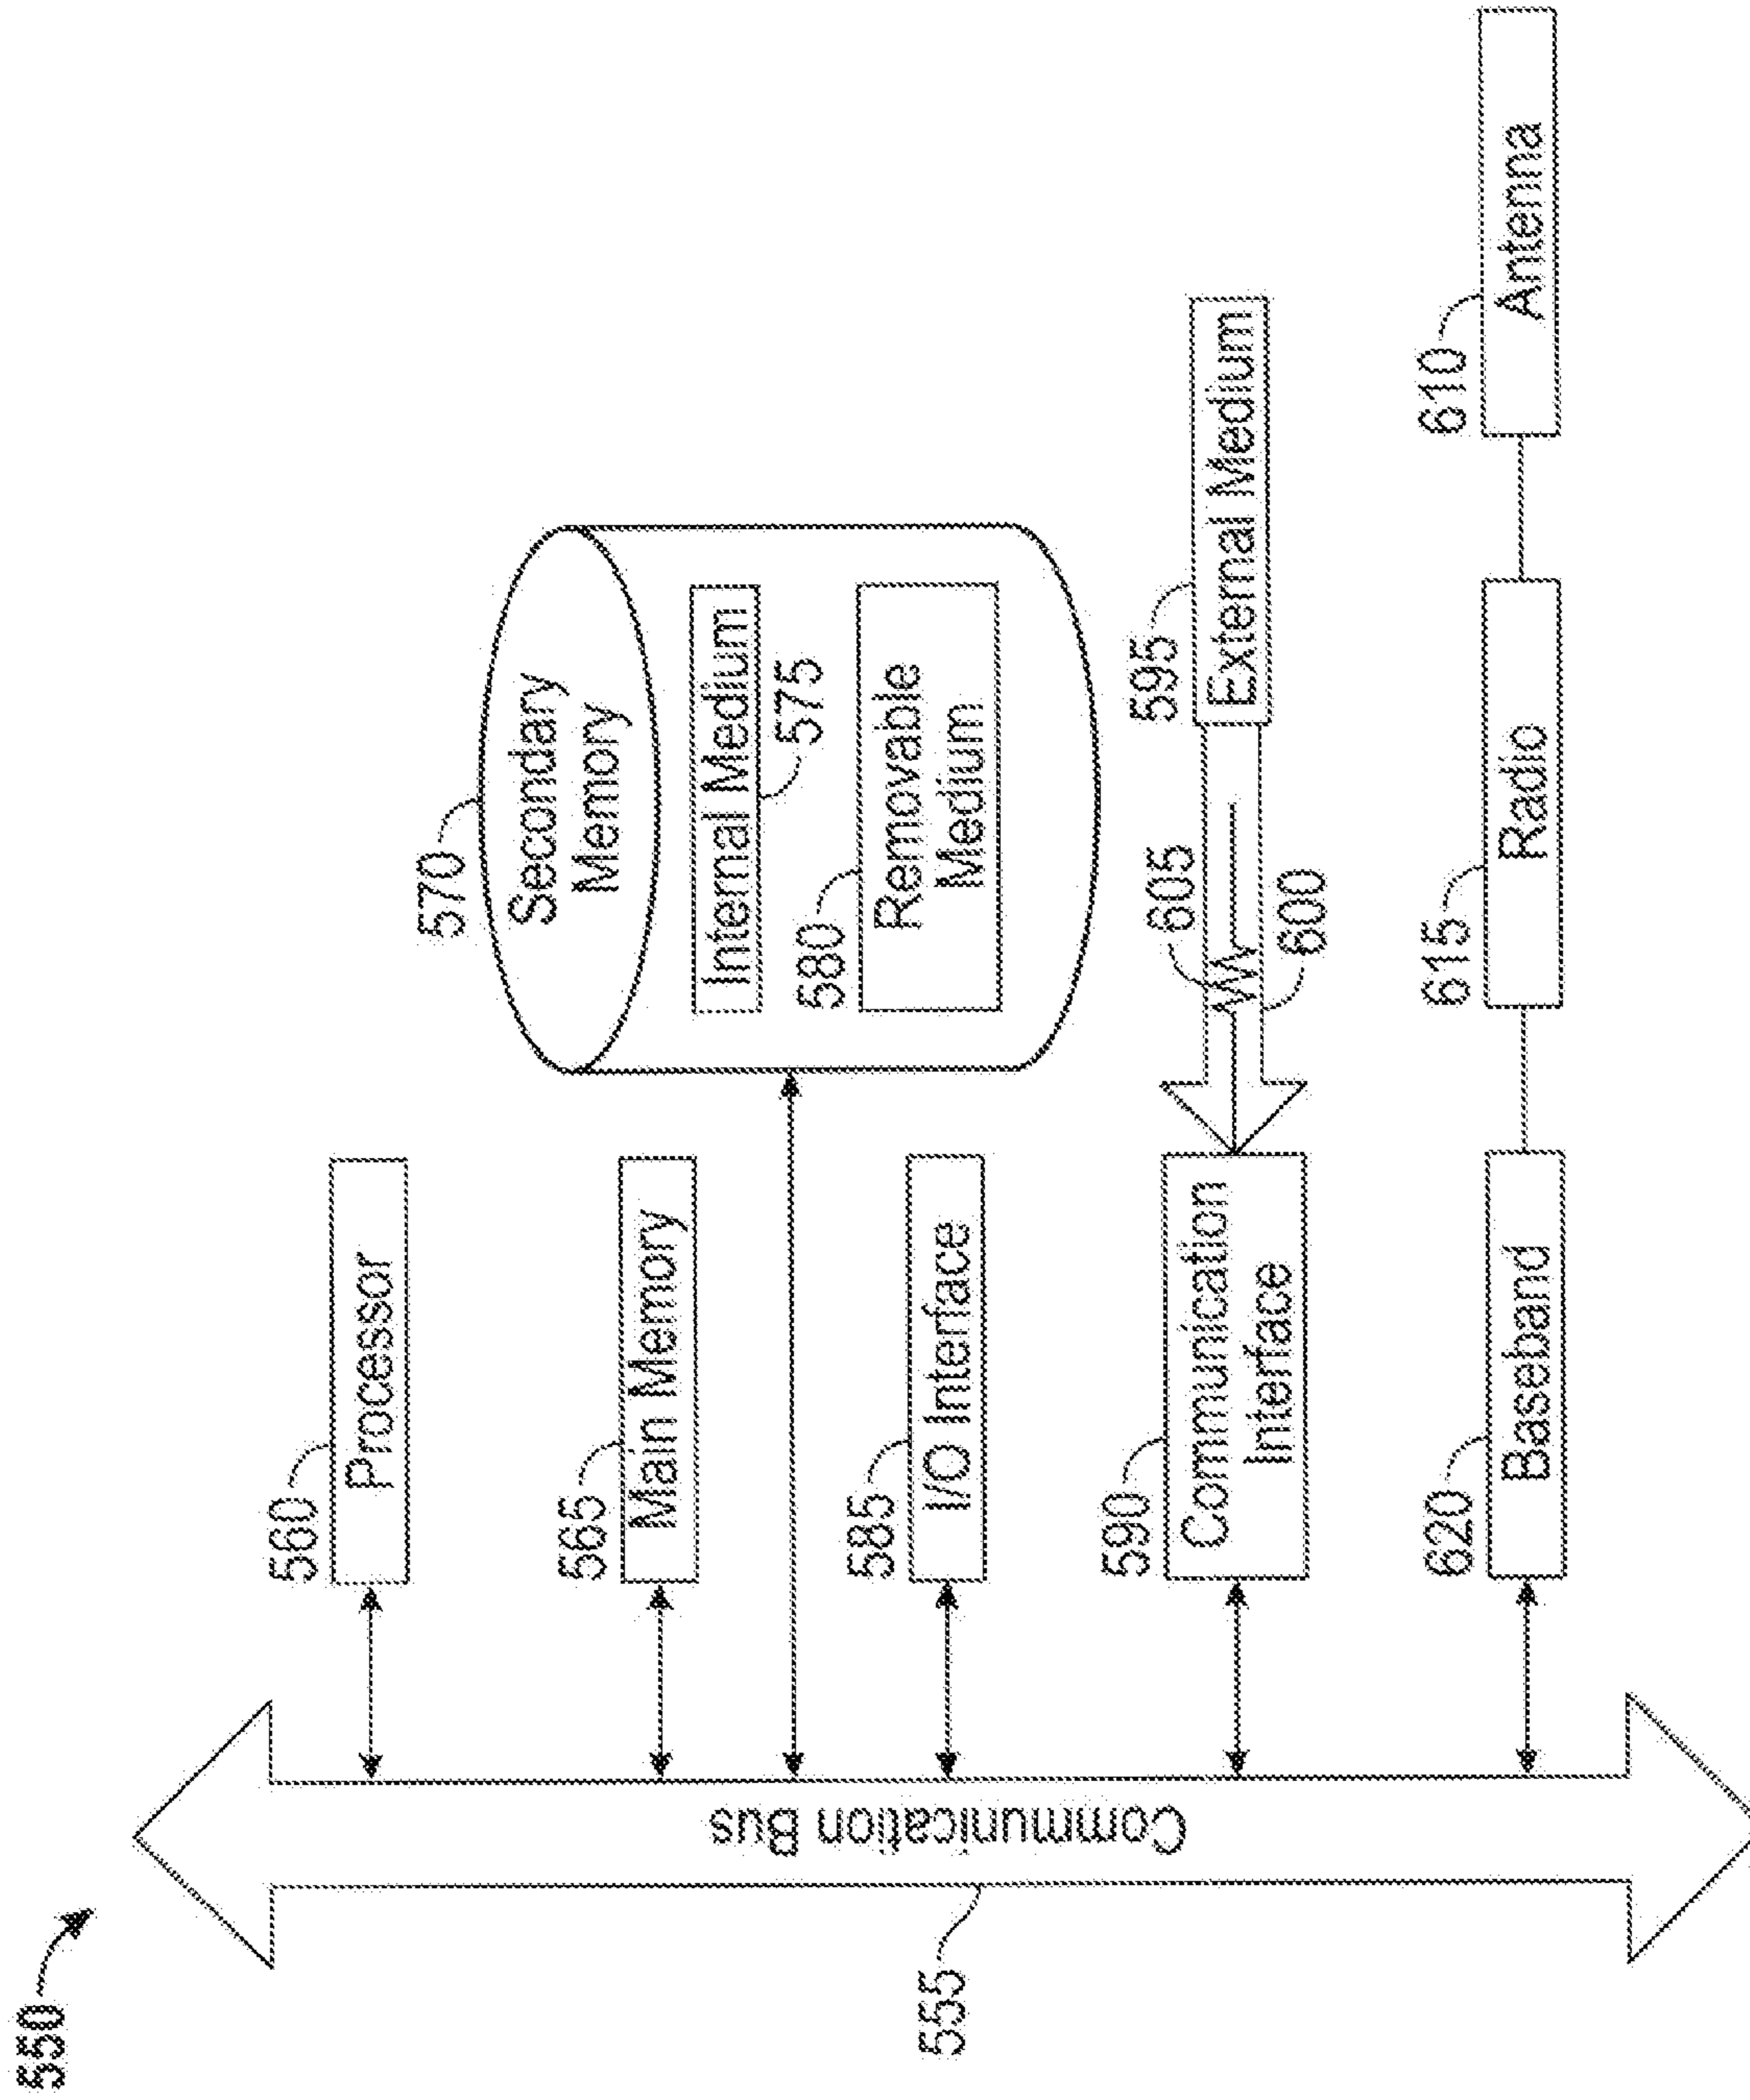 550
555
Communication Bus
560
Processor
565
Main Memory
570
Secondary
Memory
Internal Medium
575
580
Removable
Medium
585
I/O Interface
590
Communication
Interface
605
600
595
External Medium
620
Baseband
615
Radio
610
Antenna